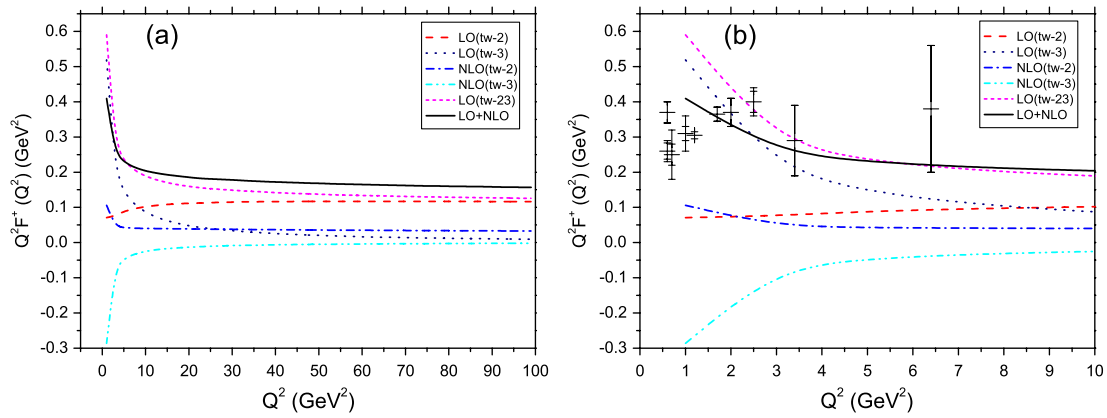 (a)
LO(tw-2)
LO(tw-3)
NLO(tw-2)
NLO(tw-3)
LO(tw-23)
LO+NLO
0.6
0.5
0.4
0.3
0.2
0.1
0.0
-0.1
-0.2
-0.3
Q²F⁺ (Q²) (GeV²)
0 10 20 30 40 50 60 70 80 90 100
Q² (GeV²)
(b)
LO(tw-2)
LO(tw-3)
NLO(tw-2)
NLO(tw-3)
LO(tw-23)
LO+NLO
0.6
0.5
0.4
0.3
0.2
0.1
0.0
-0.1
-0.2
-0.3
Q²F⁺ (Q²) (GeV²)
0 1 2 3 4 5 6 7 8 9 10
Q² (GeV²)